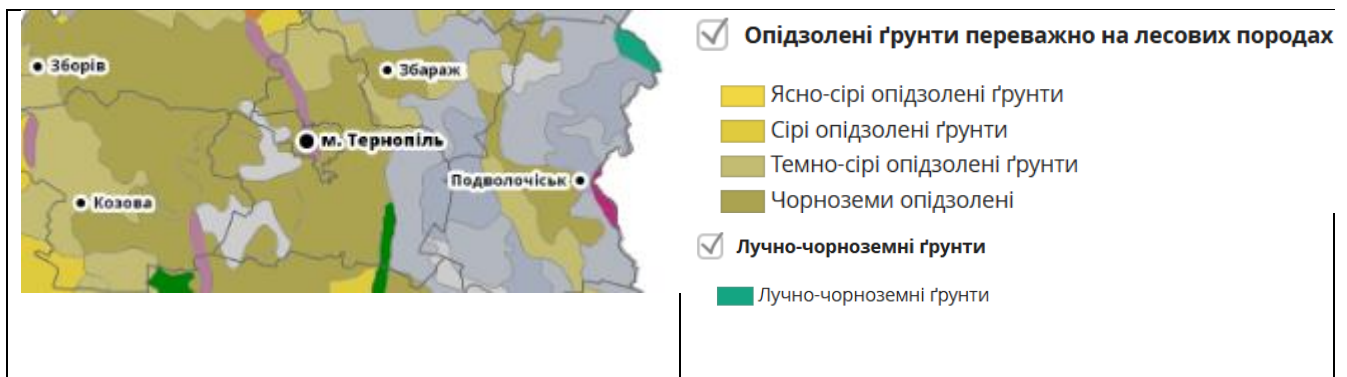 Зборів
Збараж
м. Тернопіль
Подволочіськ
Козова
Опідзолені ґрунти переважно на лесових породах
Ясно-сірі опідзолені ґрунти
Сірі опідзолені ґрунти
Темно-сірі опідзолені ґрунти
Чорноземи опідзолені
Лучно-чорноземні ґрунти
Лучно-чорноземні ґрунти